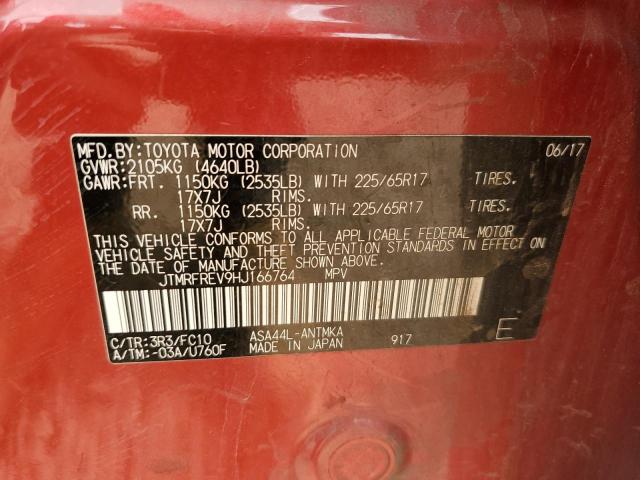 MFD.BY:TOYOTA MOTOR CORPORATION 06/17
GVWR:2105KG (4640LB)
GAWR:FRT. 1150KG (2535LB) WITH 225/65R17 TIRES.
17X7J RIMS.
RR. 1150KG (2535LB) WITH 225/65R17 TIRES.
17X7J RIMS.
THIS VEHICLE CONFORMS TO ALL APPLICABLE FEDERAL MOTOR
VEHICLE SAFETY AND THEFT PREVENTION STANDARDS IN EFFECT ON
THE DATE OF MANUFACTURE SHOWN ABOVE.
JTMRFREV9HJ166764 MPV
C/TR:3R3/FC10 ASA44L-ANTMKA
A/TM:-03A/U760F MADE IN JAPAN 917 E